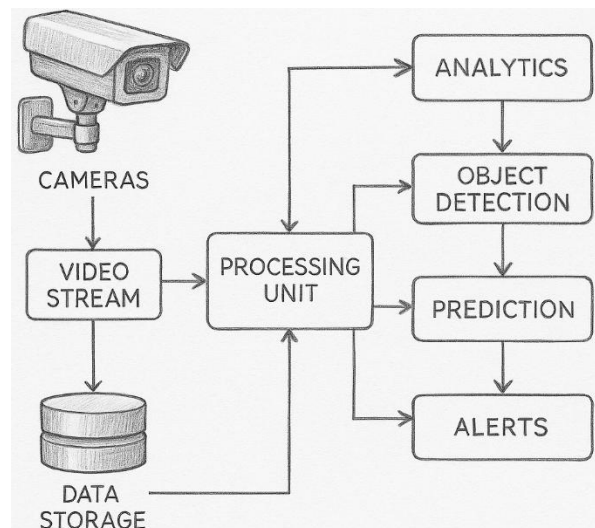 CAMERAS
VIDEO
STREAM
DATA
STORAGE
PROCESSING
UNIT
ANALYTICS
OBJECT
DETECTION
PREDICTION
ALERTS